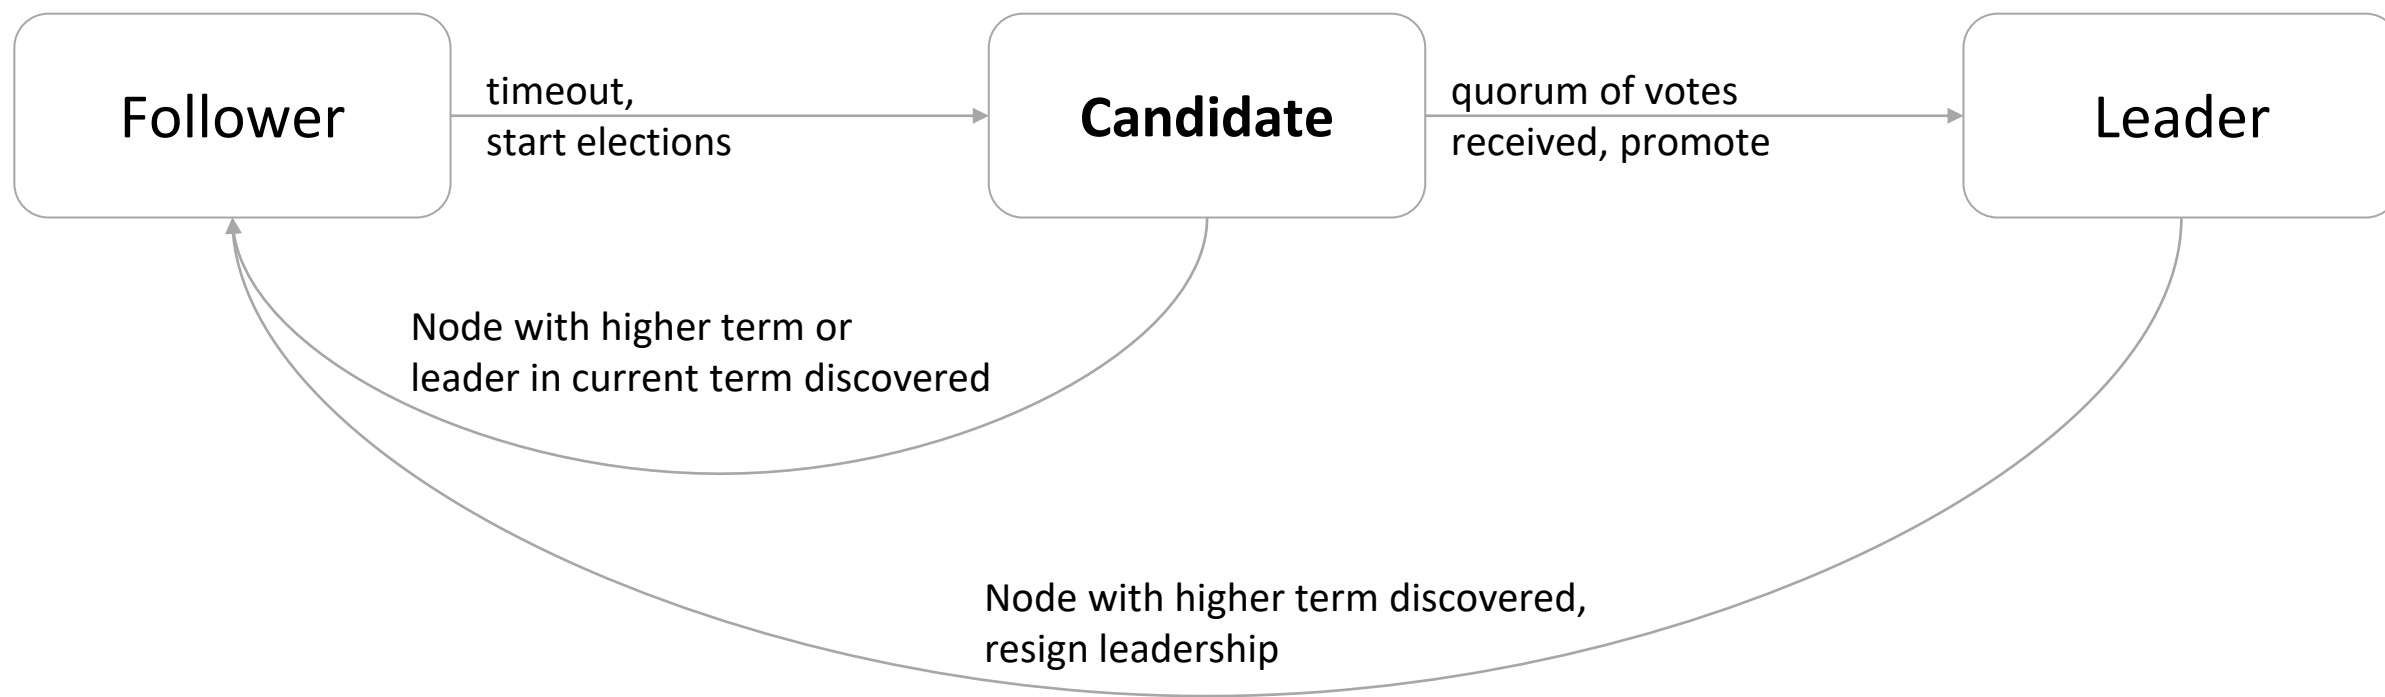 Follower
timeout,
start elections
Candidate
quorum of votes
received, promote
Leader
Node with higher term or
leader in current term discovered
Node with higher term discovered,
resign leadership